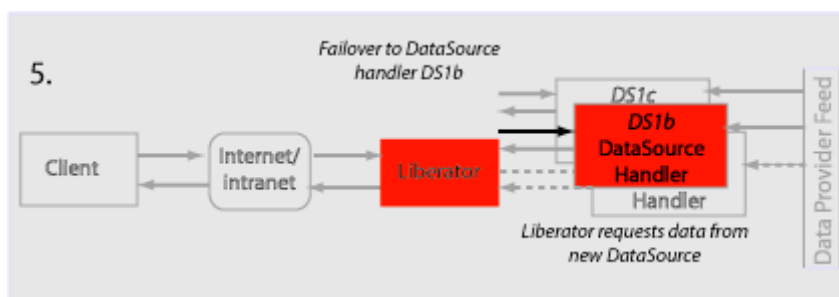 Failover to DataSource
handler DS1b
5.
DS1c
DS1b
DataSource
Handler
Handler
Client
Internet/
intranet
Liberator
Liberator requests data from
new DataSource
Data Provider Feed